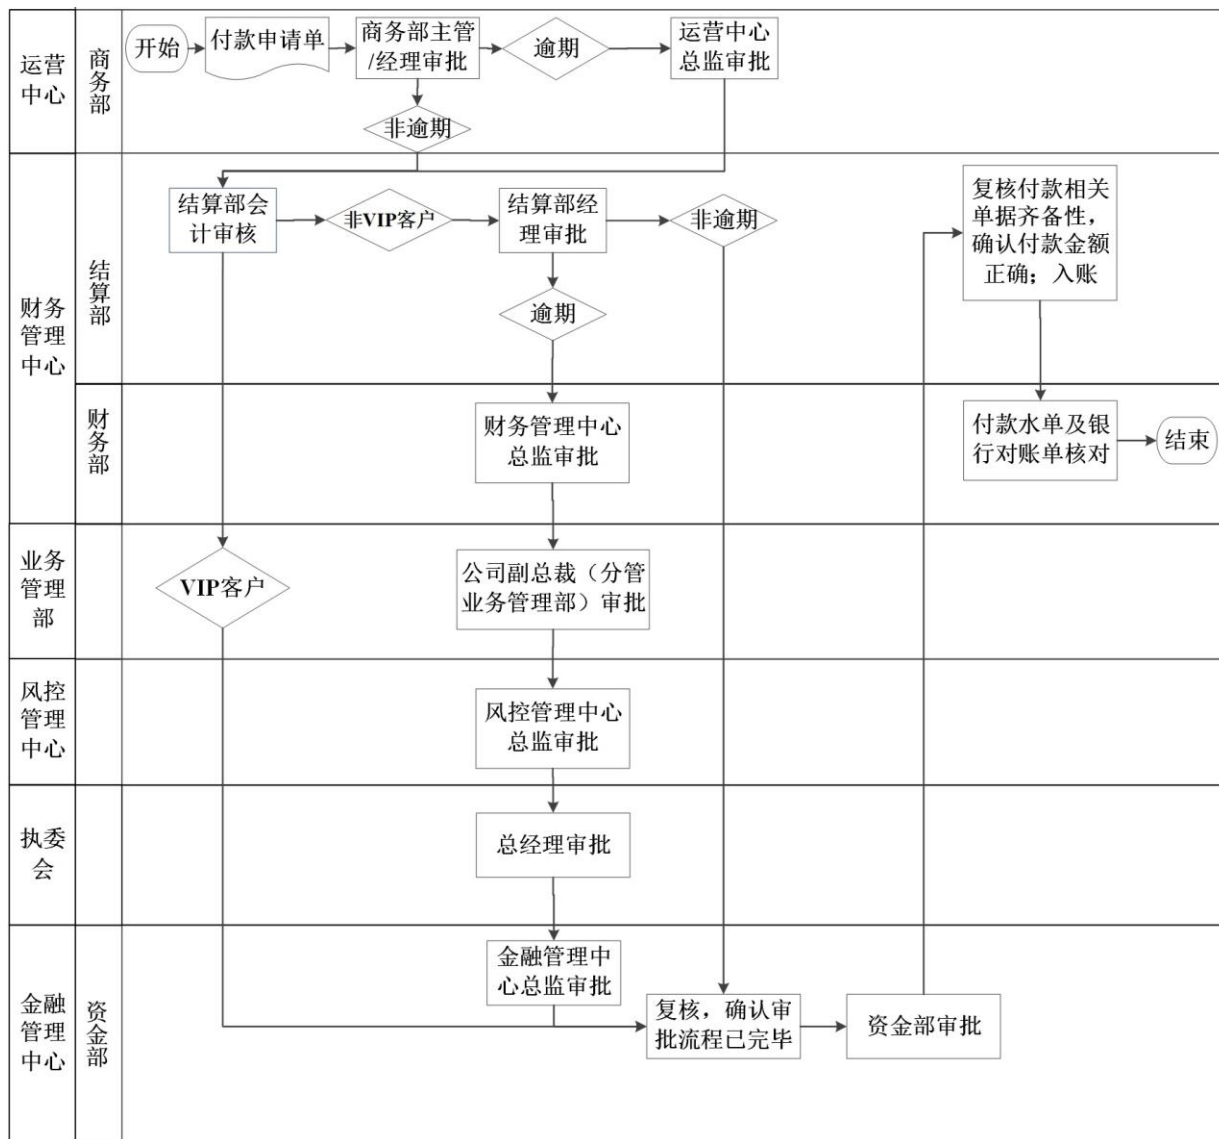 运营
中心
商
务
部
开始
付款申请单
商务部主管
/经理审批
逾期
运营中心
总监审批
非逾期
财务
管理
中心
结
算
部
结算部会
计审核
非VIP客户
结算部经
理审批
非逾期
逾期
复核付款相关
单据齐备性，
确认付款金额
正确；入账
财
务
部
财务管理中心
总监审批
付款水单及银
行对账单核对
结束
业务
管理
部
VIP客户
公司副总裁（分管
业务管理部）审批
风控
管理
中心
风控管理中心
总监审批
执委
会
总经理审批
金融
管理
中心
资
金
部
金融管理中
心总监审批
复核，确认审
批流程已完毕
资金部审批